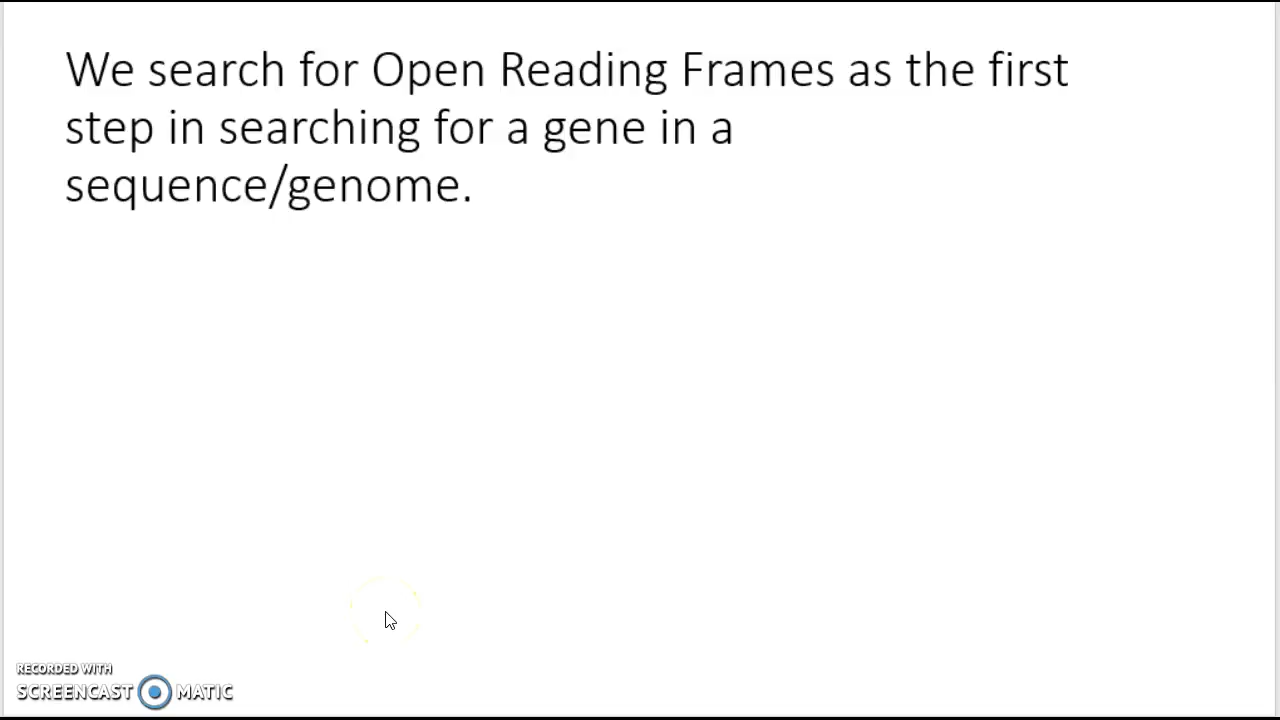 We search for Open Reading Frames as the first
step in searching for a gene in a
sequence/genome.
RECORDED WITH
SCREENCAST MATIC